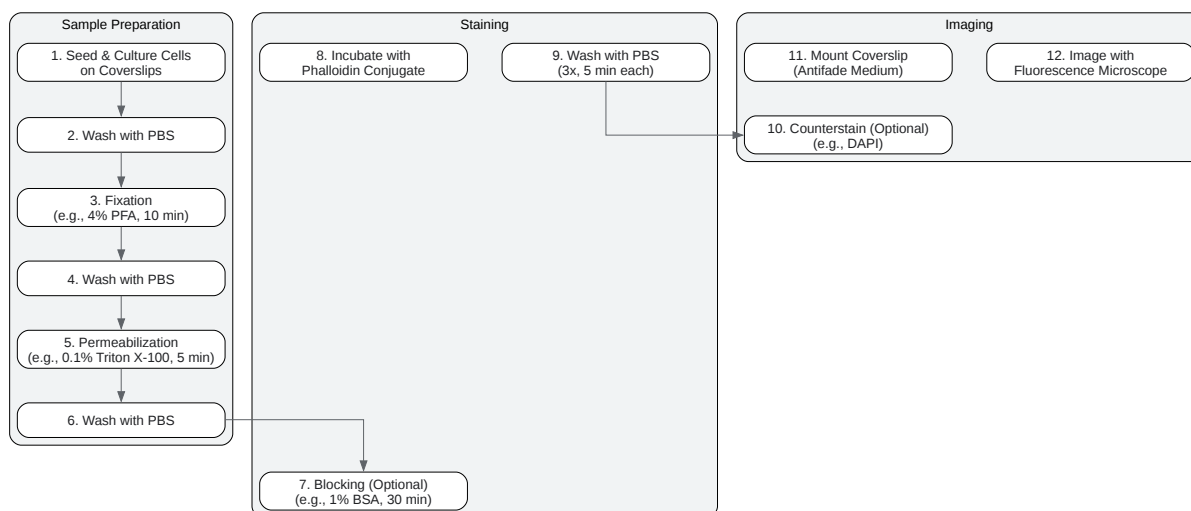 Sample Preparation
1. Seed & Culture Cells
on Coverslips
2. Wash with PBS
3. Fixation
(e.g., 4% PFA, 10 min)
4. Wash with PBS
5. Permeabilization
(e.g., 0.1% Triton X-100, 5 min)
6. Wash with PBS
Staining
8. Incubate with
Phalloidin Conjugate
9. Wash with PBS
(3x, 5 min each)
7. Blocking (Optional)
(e.g., 1% BSA, 30 min)
Imaging
11. Mount Coverslip
(Antifade Medium)
12. Image with
Fluorescence Microscope
10. Counterstain (Optional)
(e.g., DAPI)